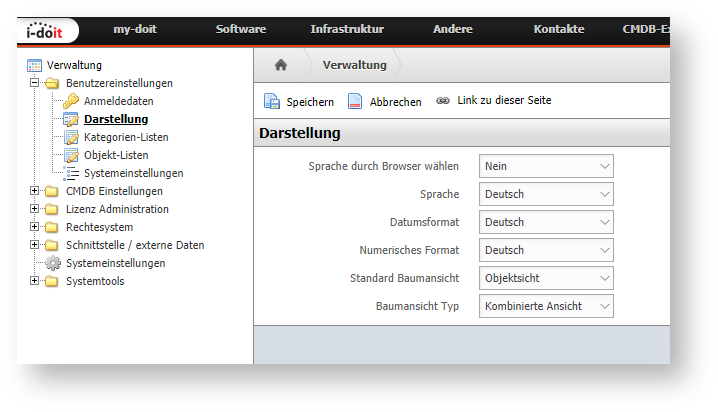 i-doit my-doit Software Infrastruktur Andere Kontakte CMDB-Ex
Verwaltung
Benutzereinstellungen
Anmeldedaten
Darstellung
Kategorien-Listen
Objekt-Listen
Systemeinstellungen
CMDB Einstellungen
Lizenz Administration
Rechtesystem
Schnittstelle / externe Daten
Systemeinstellungen
Systemtools
Verwaltung
Speichern Abbrechen Link zu dieser Seite
Darstellung
Sprache durch Browser wählen Nein
Sprache Deutsch
Datumsformat Deutsch
Numerisches Format Deutsch
Standard Baumansicht Objektsicht
Baumansicht Typ Kombinierte Ansicht